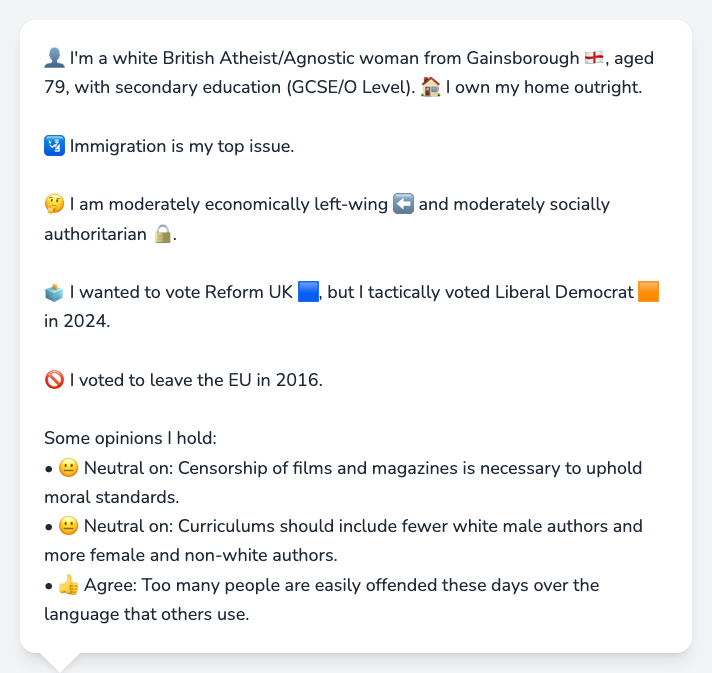 👤 I'm a white British Atheist/Agnostic woman from Gainsborough 🏴󠁧󠁢󠁥󠁮󠁧󠁿, aged
79, with secondary education (GCSE/O Level). 🏠 I own my home outright.
🛂 Immigration is my top issue.
🤔 I am moderately economically left-wing ⬅️ and moderately socially
authoritarian 🔒.
🗳️ I wanted to vote Reform UK 🟦, but I tactically voted Liberal Democrat 🟧
in 2024.
🚫 I voted to leave the EU in 2016.
Some opinions I hold:
• 😐 Neutral on: Censorship of films and magazines is necessary to uphold
moral standards.
• 😐 Neutral on: Curriculums should include fewer white male authors and
more female and non-white authors.
• 👍 Agree: Too many people are easily offended these days over the
language that others use.